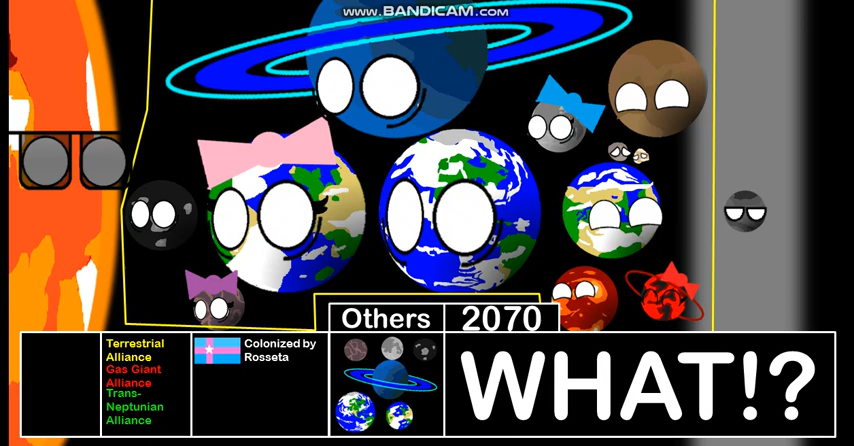 WWW.BANDICAM.COM
Others
2070
Terrestrial
Alliance
Gas Giant
Alliance
Trans-
Neptunian
Alliance
Colonized by
Rosseta
WHAT!?